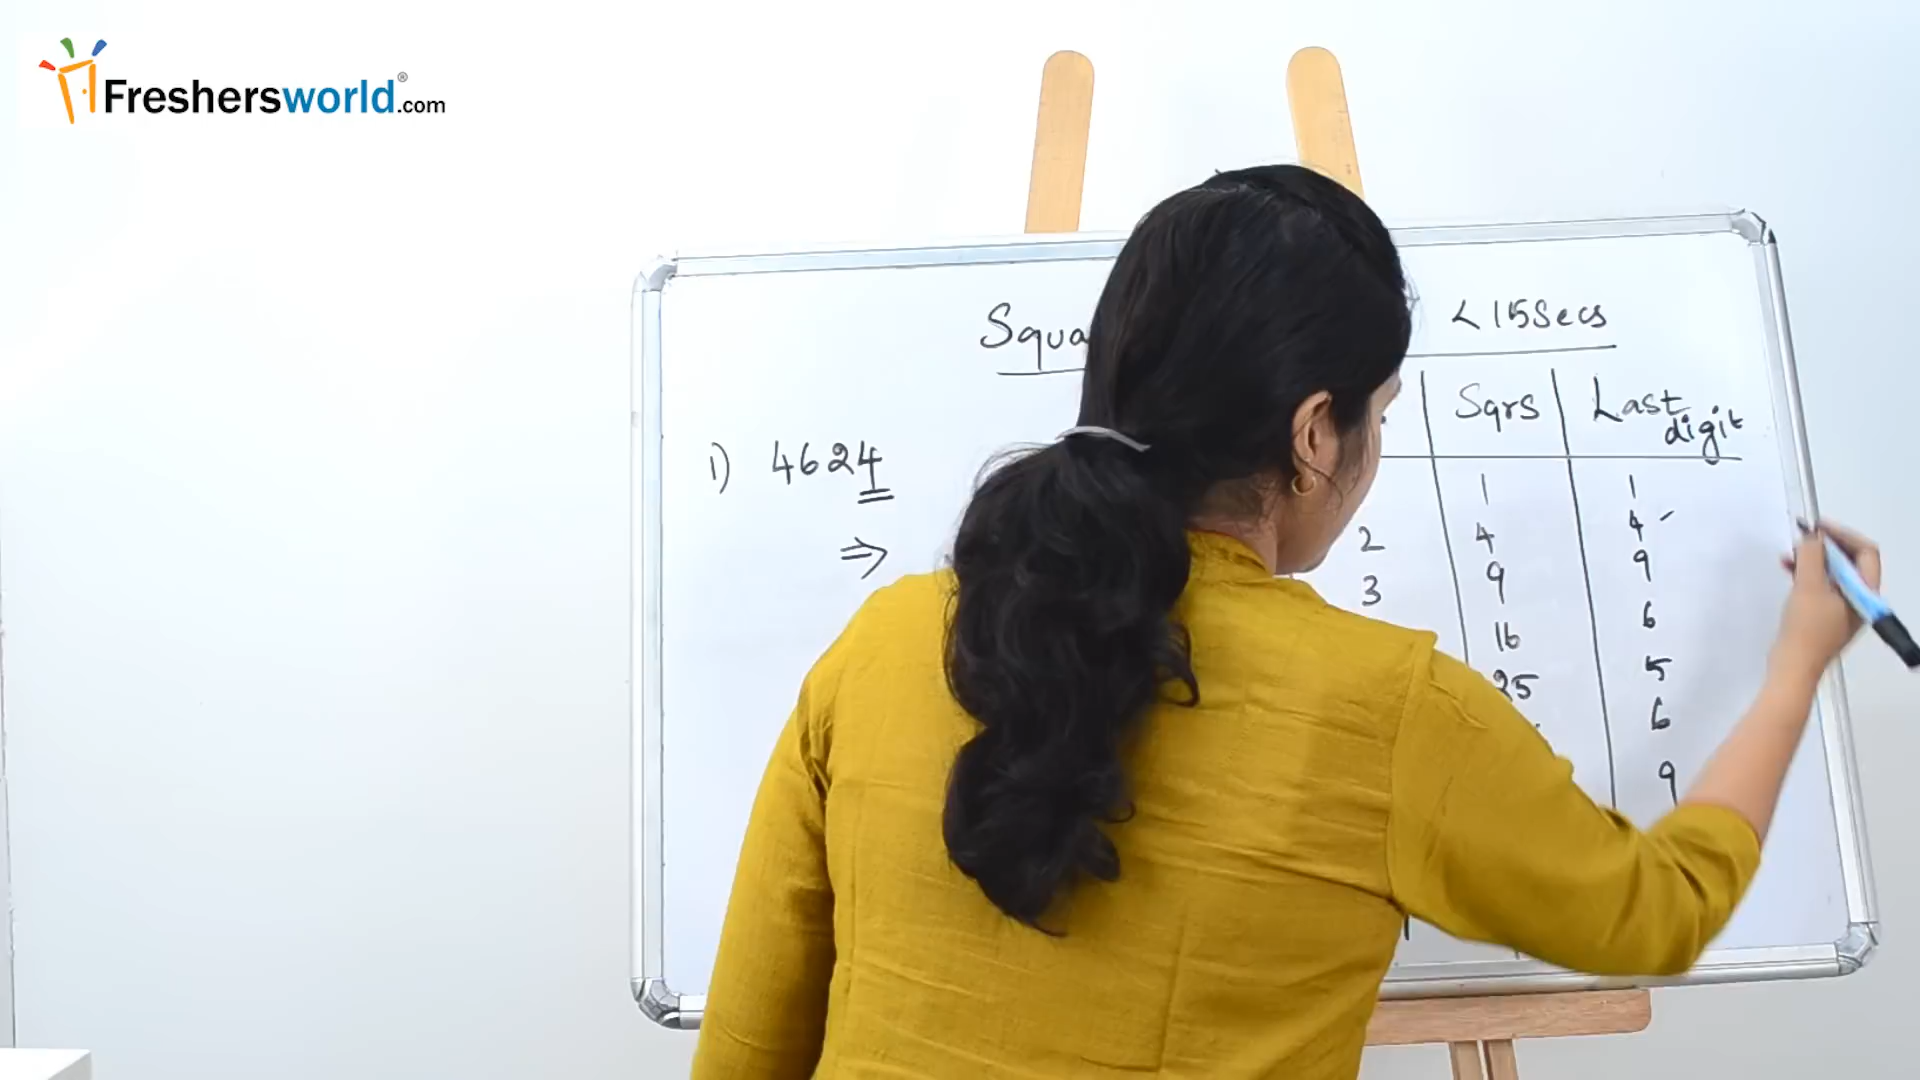 Freshersworld.com®
Squa
< 15Secs
Sqrs Last digit
1) 4624
1 1
⇒ 2 4 4
3 9 9
16 6
25 5
6
9